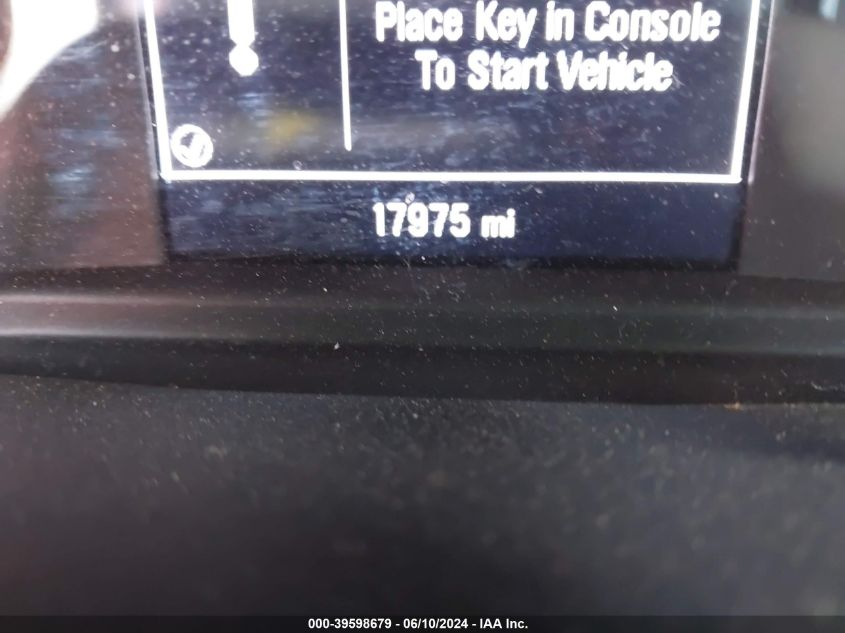 Place Key in Console
To Start Vehicle
17975 mi
000-39598679 - 06/10/2024 - IAA Inc.